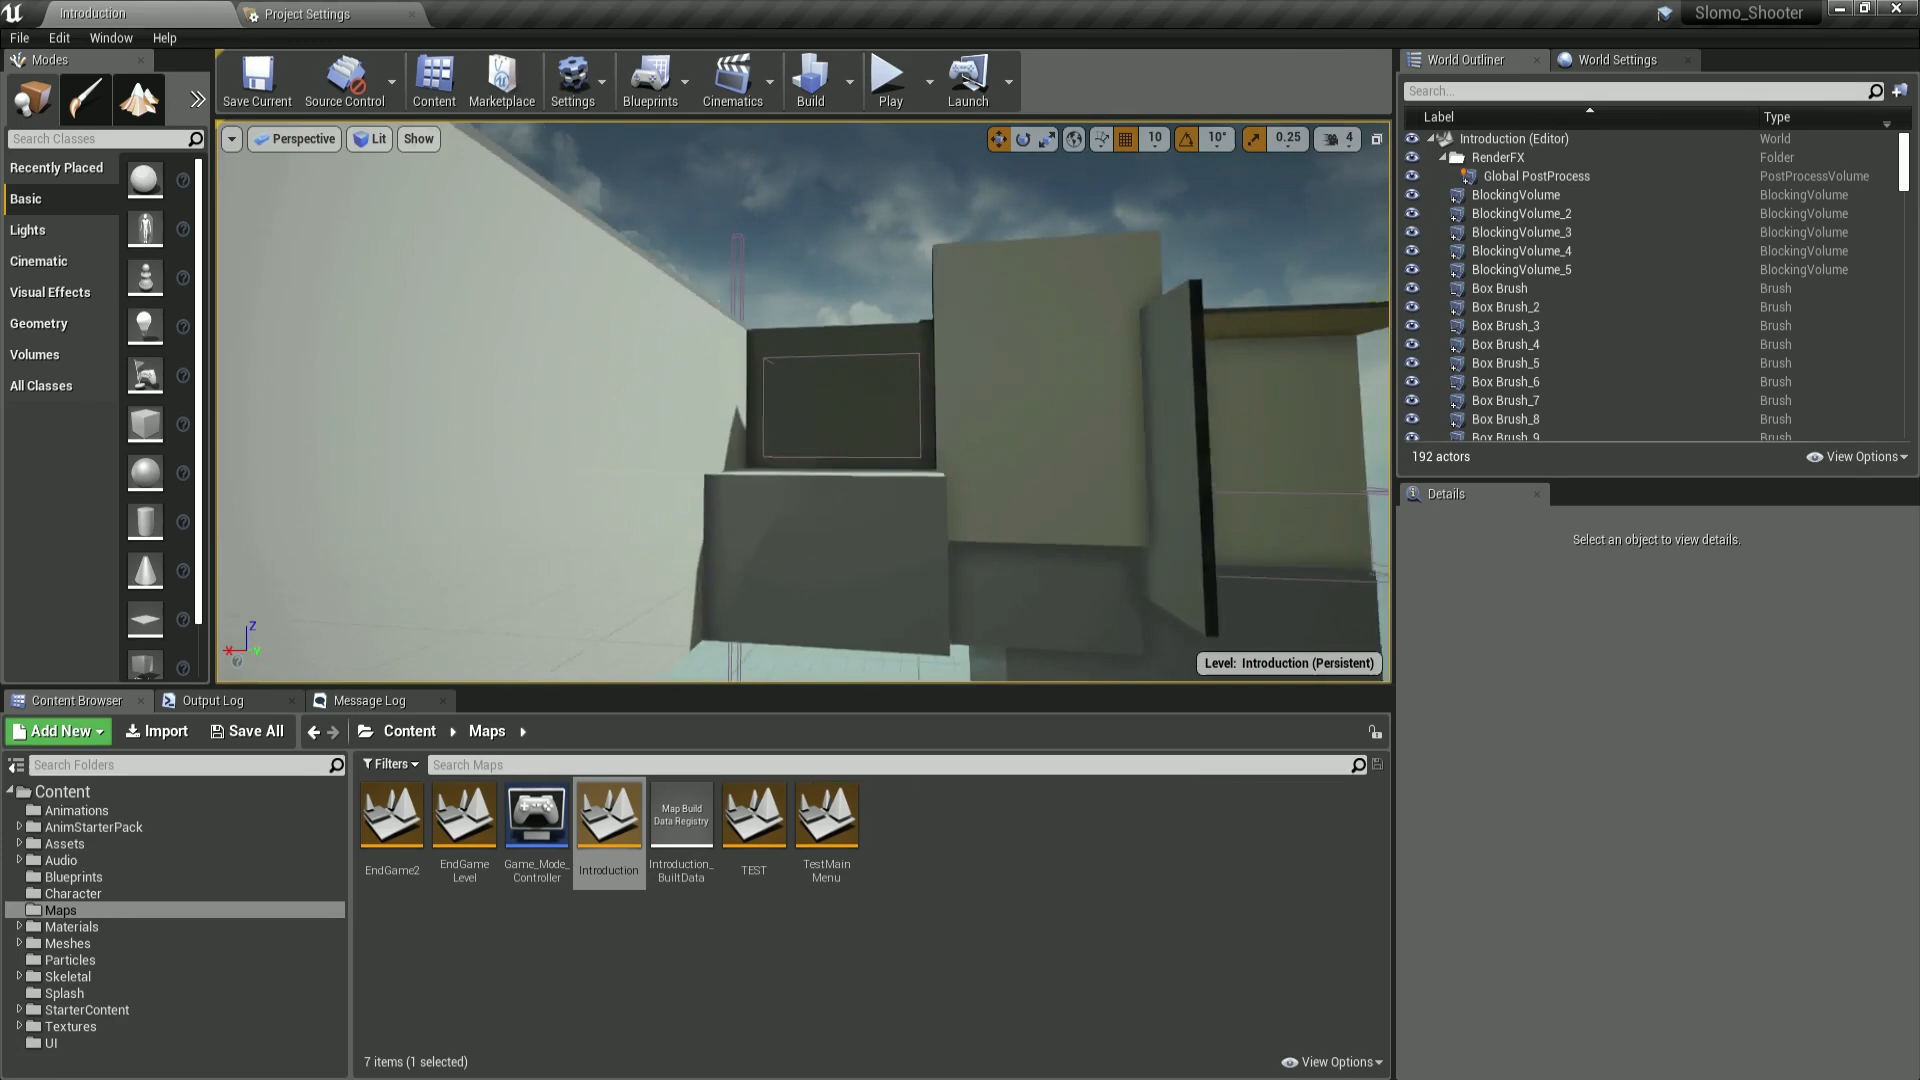 Introduction
Project Settings
Slomo_Shooter
File Edit Window Help
Modes
Search Classes
Recently Placed
Basic
Lights
Cinematic
Visual Effects
Geometry
Volumes
All Classes
Save Current Source Control Content Marketplace Settings Blueprints Cinematics Build Play Launch
Perspective Lit Show
10 10° 0.25 4
Z
X Y
Level: Introduction (Persistent)
World Outliner
World Settings
Search...
Label Type
Introduction (Editor) World
RenderFX Folder
Global PostProcess PostProcessVolume
BlockingVolume BlockingVolume
BlockingVolume_2 BlockingVolume
BlockingVolume_3 BlockingVolume
BlockingVolume_4 BlockingVolume
BlockingVolume_5 BlockingVolume
Box Brush Brush
Box Brush_2 Brush
Box Brush_3 Brush
Box Brush_4 Brush
Box Brush_5 Brush
Box Brush_6 Brush
Box Brush_7 Brush
Box Brush_8 Brush
Box Brush_9 Brush
192 actors View Options
Details
Select an object to view details.
Content Browser Output Log Message Log
Add New Import Save All Content Maps
Search Folders
Content
Animations
AnimStarterPack
Assets
Audio
Blueprints
Character
Maps
Materials
Meshes
Particles
Skeletal
Splash
StarterContent
Textures
UI
Filters Search Maps
Map Build
Data Registry
EndGame2
EndGame
Level
Game_Mode_
Controller
Introduction
Introduction_
BuiltData
TEST
TestMain
Menu
7 items (1 selected) View Options